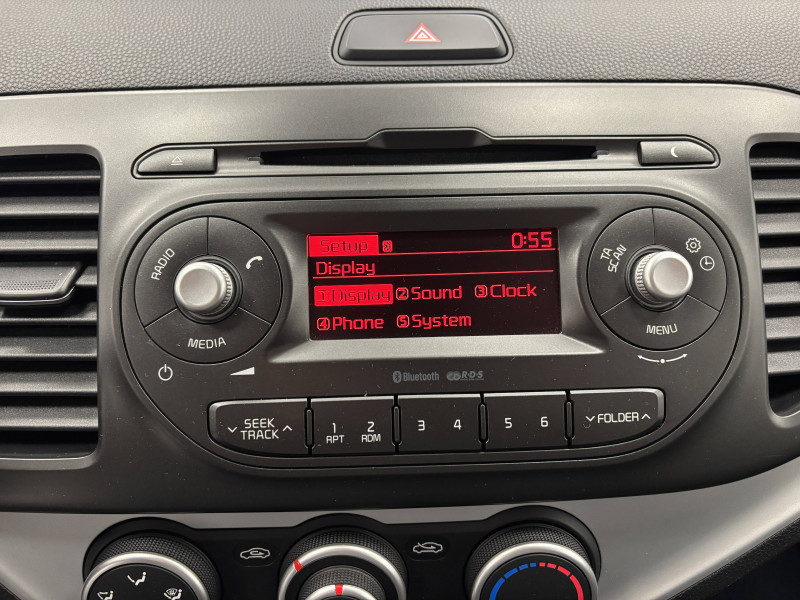 Setup 0:55
Display
1 Display 2 Sound 3 Clock
4 Phone 5 System
RADIO
MEDIA
TA
SCAN
MENU
Bluetooth R·D·S
SEEK
TRACK
1
RPT
2
RDM
3 4
5 6
FOLDER